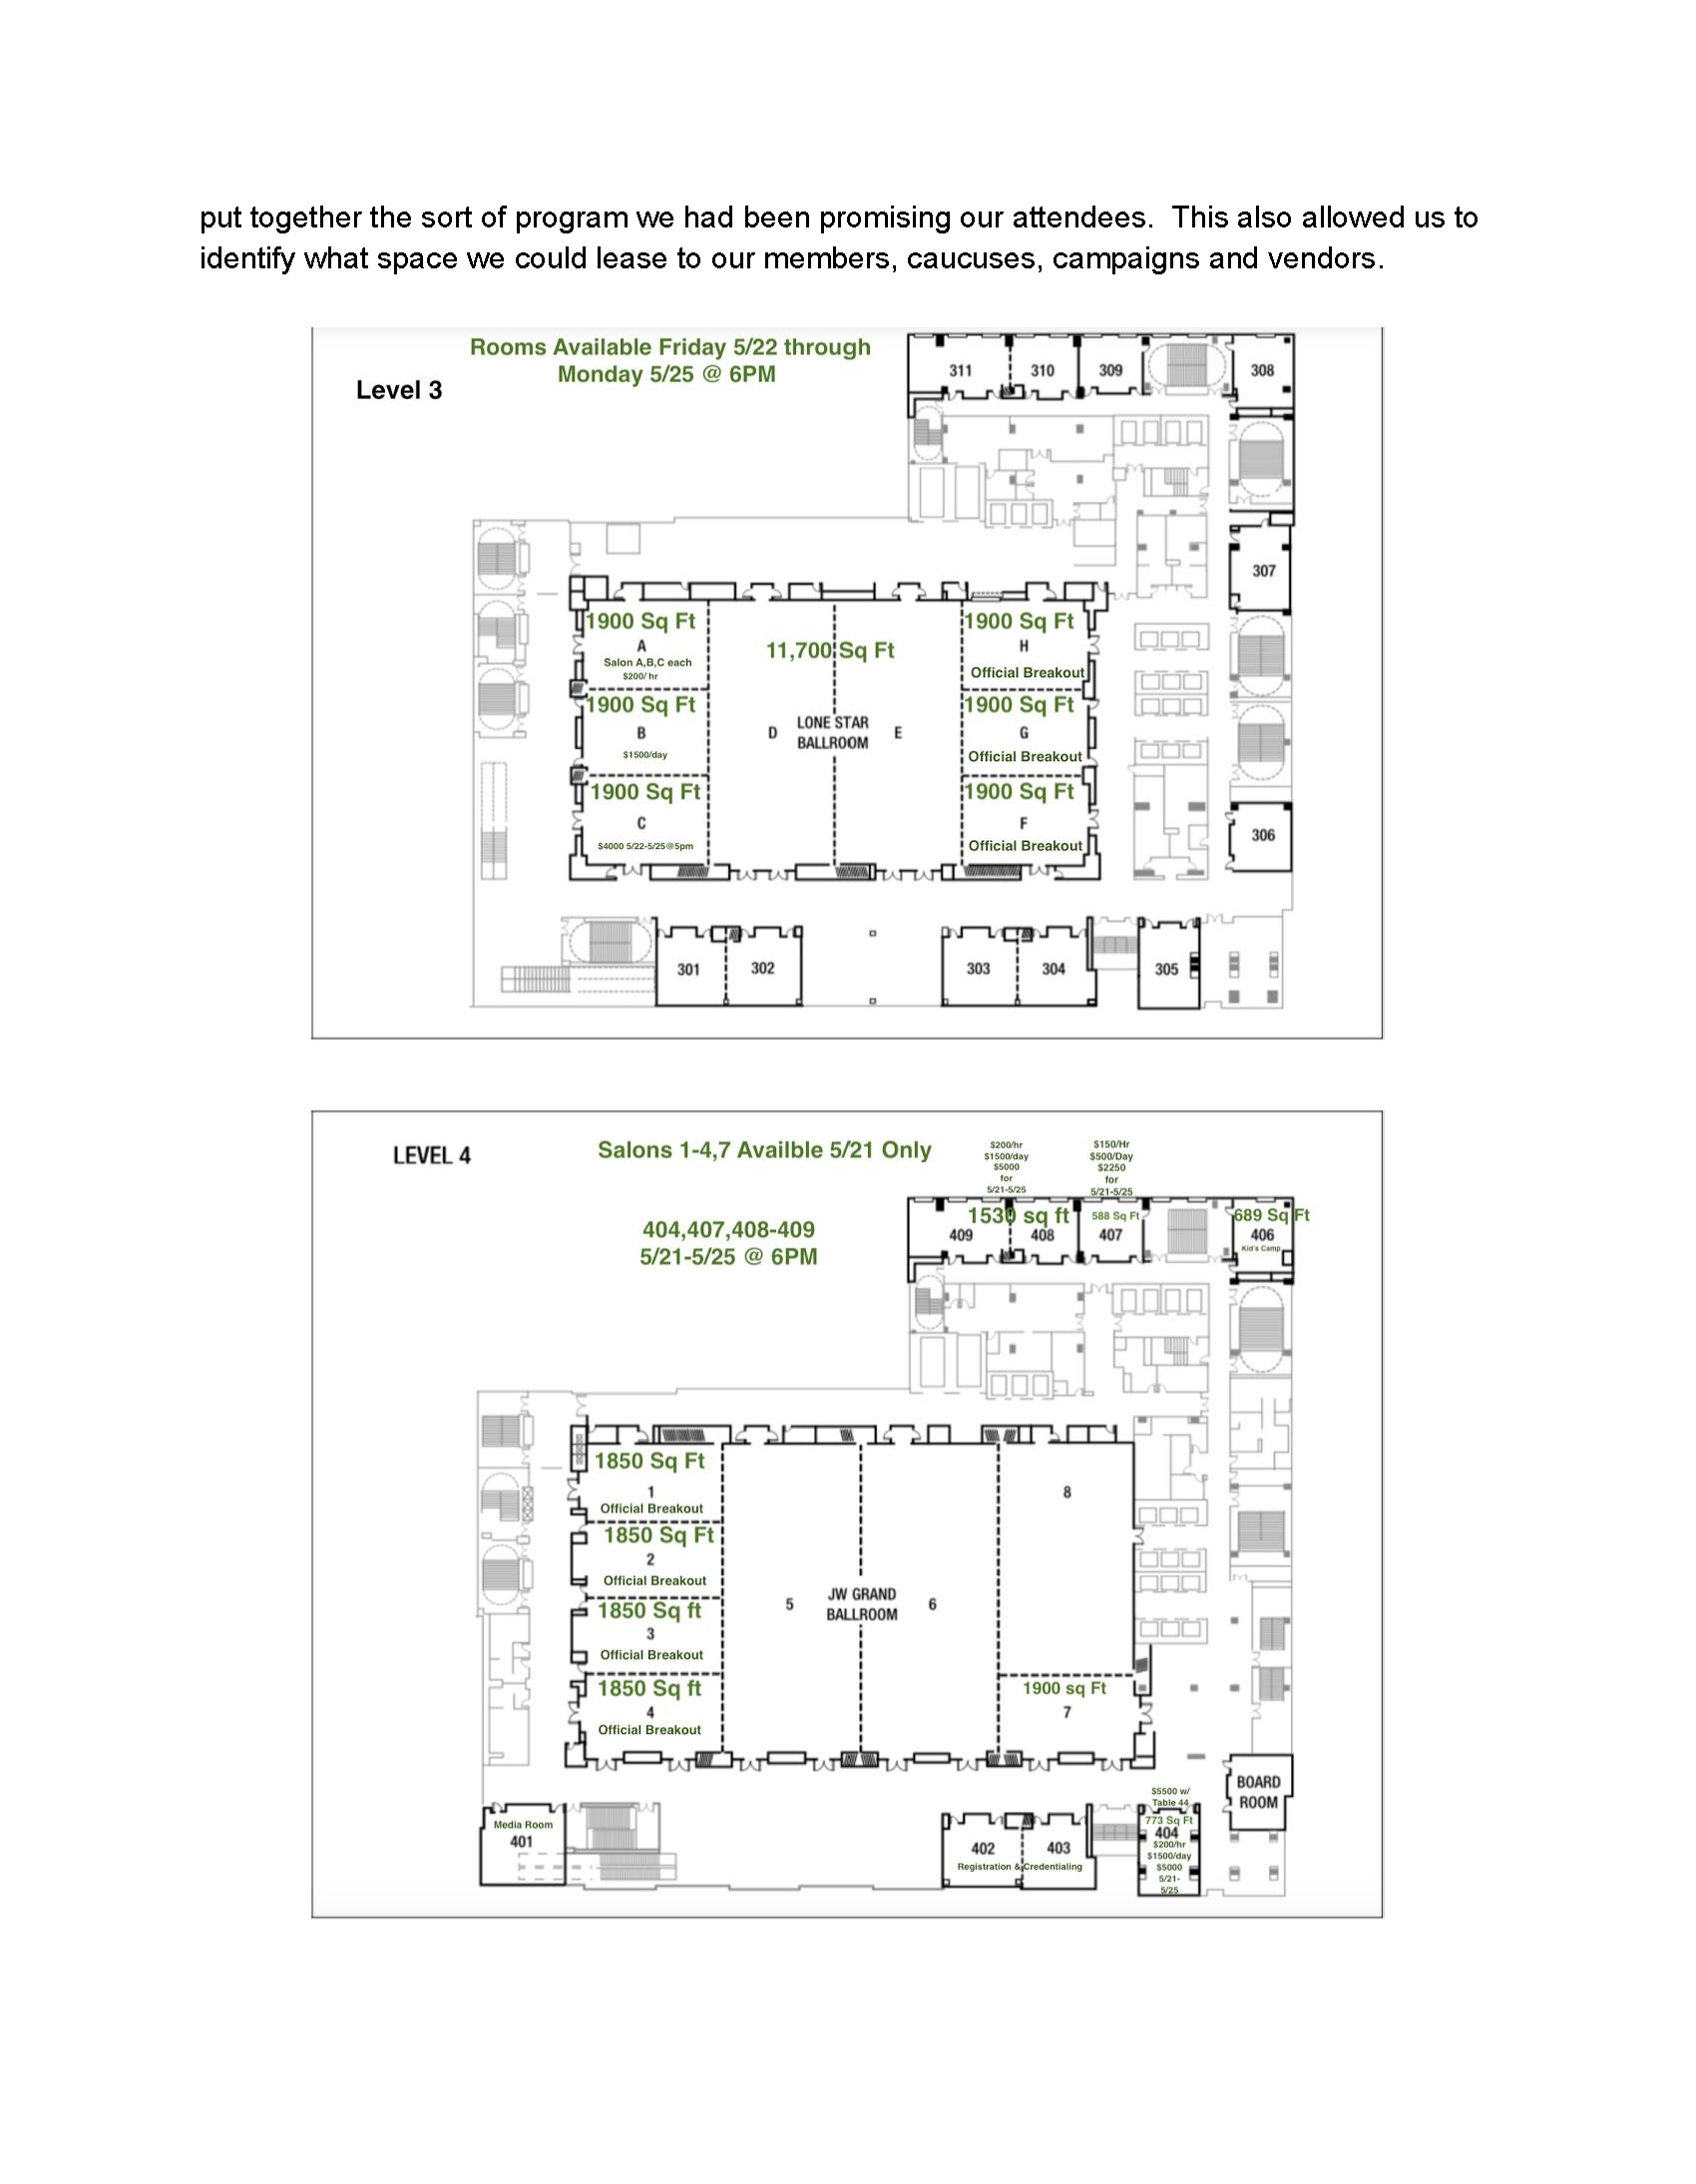 put together the sort of program we had been promising our attendees.  This also allowed us to
identify what space we could lease to our members, caucuses, campaigns and vendors.
Rooms Available Friday 5/22 through
Monday 5/25 @ 6PM
Level 3
311
310
309
308
307
306
1900 Sq Ft
A
Salon A,B,C each
$200/ hr
1900 Sq Ft
B
$1500/day
1900 Sq Ft
C
$4000 5/22-5/25@5pm
11,700 Sq Ft
D
LONE STAR
BALLROOM
E
1900 Sq Ft
H
Official Breakout
1900 Sq Ft
G
Official Breakout
1900 Sq Ft
F
Official Breakout
301
302
303
304
305
LEVEL 4
Salons 1-4,7 Availble 5/21 Only
404,407,408-409
5/21-5/25 @ 6PM
$200/hr
$1500/day
$5000
for
5/21-5/25
$150/Hr
$500/Day
$2250
for
5/21-5/25
1530 sq ft
409
408
588 Sq Ft
407
689 Sq Ft
406
Kid's Camp
1850 Sq Ft
1
Official Breakout
1850 Sq Ft
2
Official Breakout
1850 Sq ft
3
Official Breakout
1850 Sq ft
4
Official Breakout
5
JW GRAND
BALLROOM
6
8
1900 sq Ft
7
BOARD
ROOM
Media Room
401
402
403
Registration & Credentialing
$5500 w/
Table 44
773 Sq Ft
404
$200/hr
$1500/day
$5000
5/21-
5/25